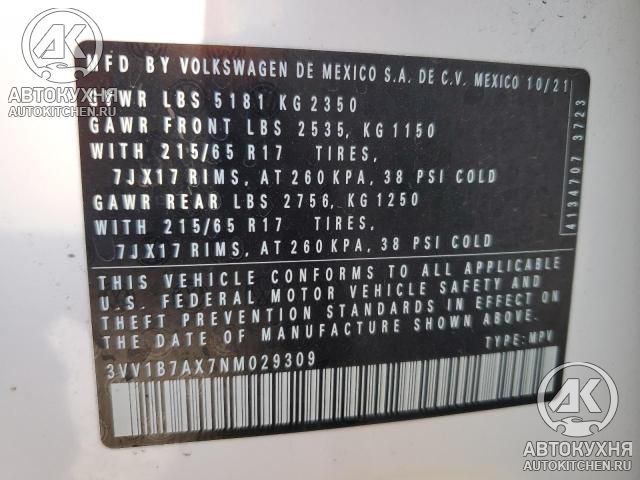 MFD BY VOLKSWAGEN DE MEXICO S.A. DE C.V. MEXICO 10/21
GAWR LBS 5181 KG 2350
GAWR FRONT LBS 2535, KG 1150
WITH 215/65 R17 TIRES,
7JX17 RIMS, AT 260 KPA, 38 PSI COLD
GAWR REAR LBS 2756, KG 1250
WITH 215/65 R17 TIRES,
7JX17 RIMS, AT 260 KPA, 38 PSI COLD
4134707 3723
THIS VEHICLE CONFORMS TO ALL APPLICABLE
U.S. FEDERAL MOTOR VEHICLE SAFETY AND
THEFT PREVENTION STANDARDS IN EFFECT ON
THE DATE OF MANUFACTURE SHOWN ABOVE.
TYPE: MPV
3VV1B7AX7NM029309
АК
АВТОКУХНЯ
AUTOKITCHEN.RU
АК
АВТОКУХНЯ
AUTOKITCHEN.RU